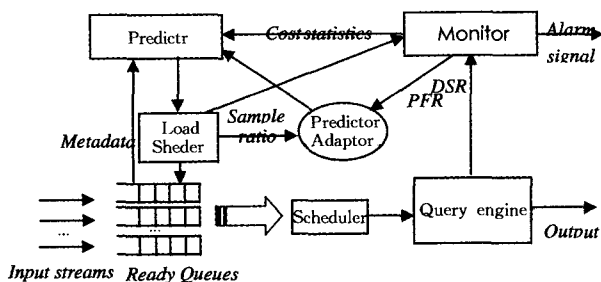 Predictr
Cost statistics
Monitor
Alarm
signal
DSR
PFR
Load
Sheder
Sample
ratio
Predictor
Adaptor
Metadata
Scheduler
Query engine
...
...
Output
Input streams
Ready Queues